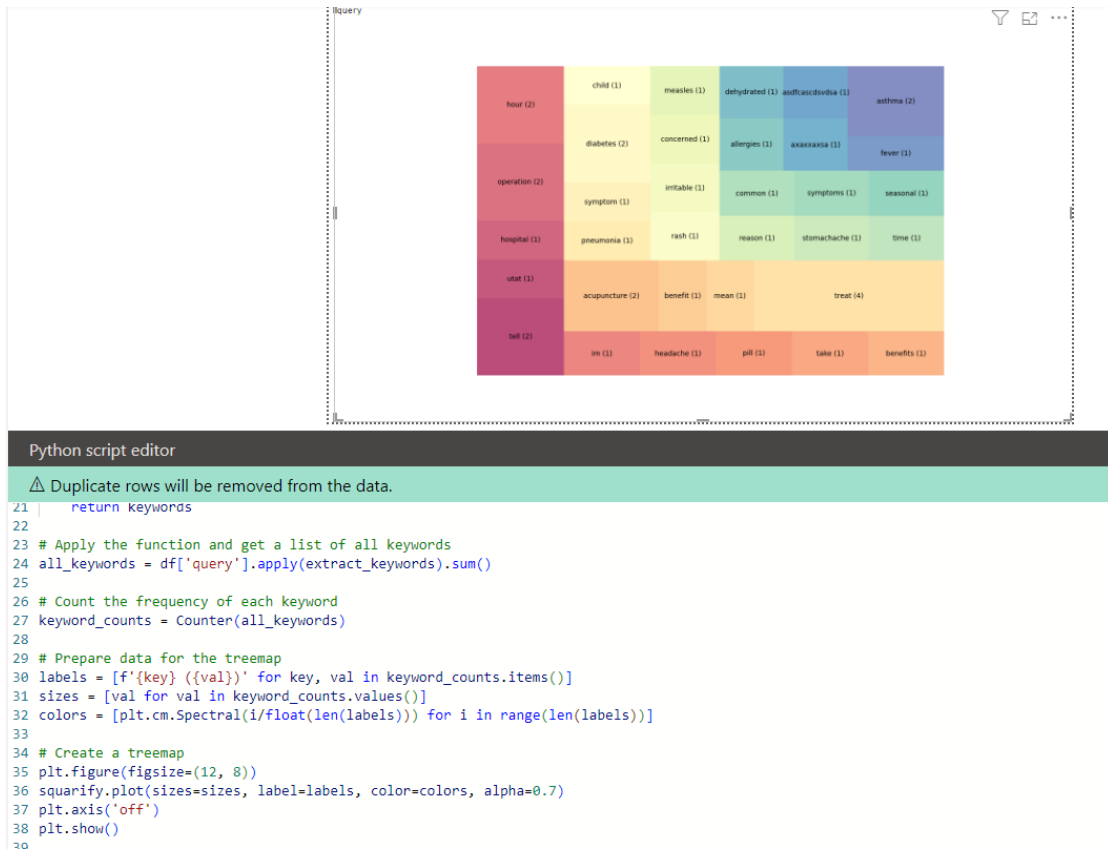 query
hour (2)
operation (2)
hospital (1)
utat (1)
tell (2)
child (1)
diabetes (2)
symptom (1)
pneumonia (1)
measles (1)
concerned (1)
irritable (1)
rash (1)
dehydrated (1)
asdfcascdsvdsa (1)
asthma (2)
allergies (1)
axaxxaxsa (1)
fever (1)
common (1)
symptoms (1)
seasonal (1)
reason (1)
stomachache (1)
time (1)
acupuncture (2)
benefit (1)
mean (1)
treat (4)
im (1)
headache (1)
pill (1)
take (1)
benefits (1)
Python script editor
⚠ Duplicate rows will be removed from the data.
21 return keywords
22
23 # Apply the function and get a list of all keywords
24 all_keywords = df['query'].apply(extract_keywords).sum()
25
26 # Count the frequency of each keyword
27 keyword_counts = Counter(all_keywords)
28
29 # Prepare data for the treemap
30 labels = [f'{key} ({val})' for key, val in keyword_counts.items()]
31 sizes = [val for val in keyword_counts.values()]
32 colors = [plt.cm.Spectral(i/float(len(labels))) for i in range(len(labels))]
33
34 # Create a treemap
35 plt.figure(figsize=(12, 8))
36 squarify.plot(sizes=sizes, label=labels, color=colors, alpha=0.7)
37 plt.axis('off')
38 plt.show()
39